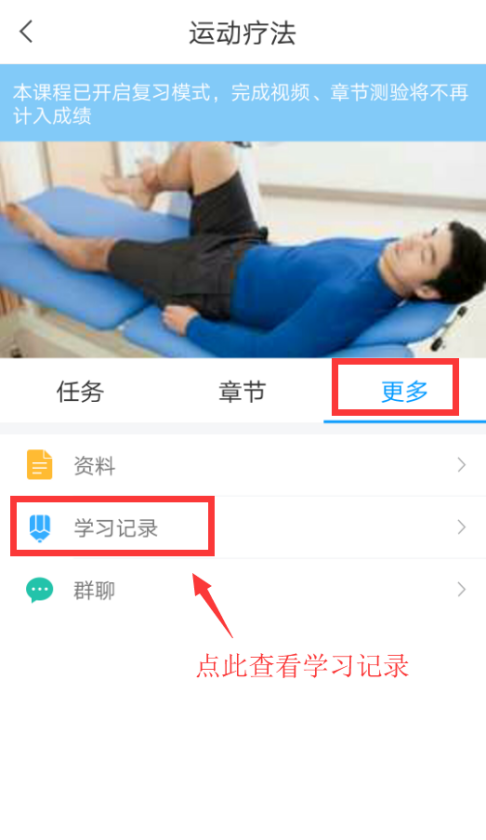 运动疗法
本课程已开启复习模式，完成视频、章节测验将不再
计入成绩
任务 章节 更多
资料
学习记录
群聊
点此查看学习记录